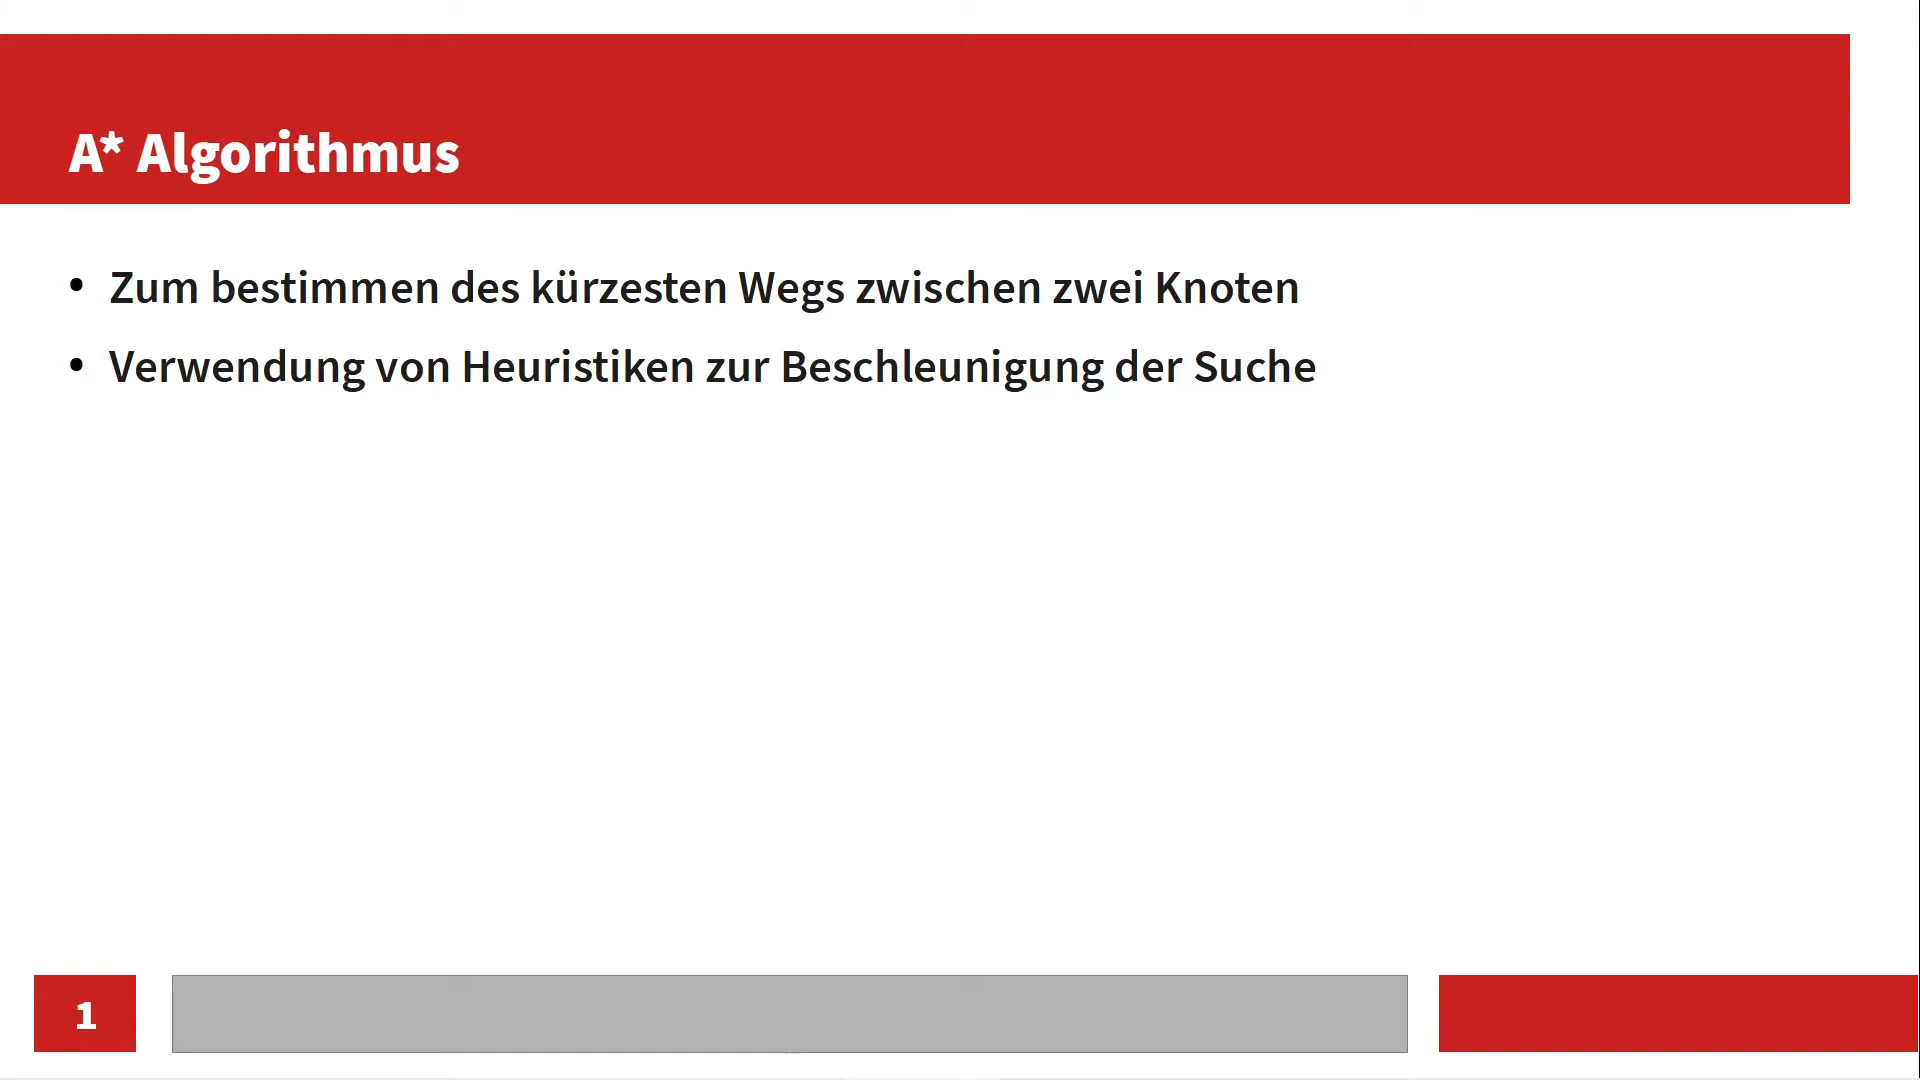 A* Algorithmus
• Zum bestimmen des kürzesten Wegs zwischen zwei Knoten
• Verwendung von Heuristiken zur Beschleunigung der Suche
1